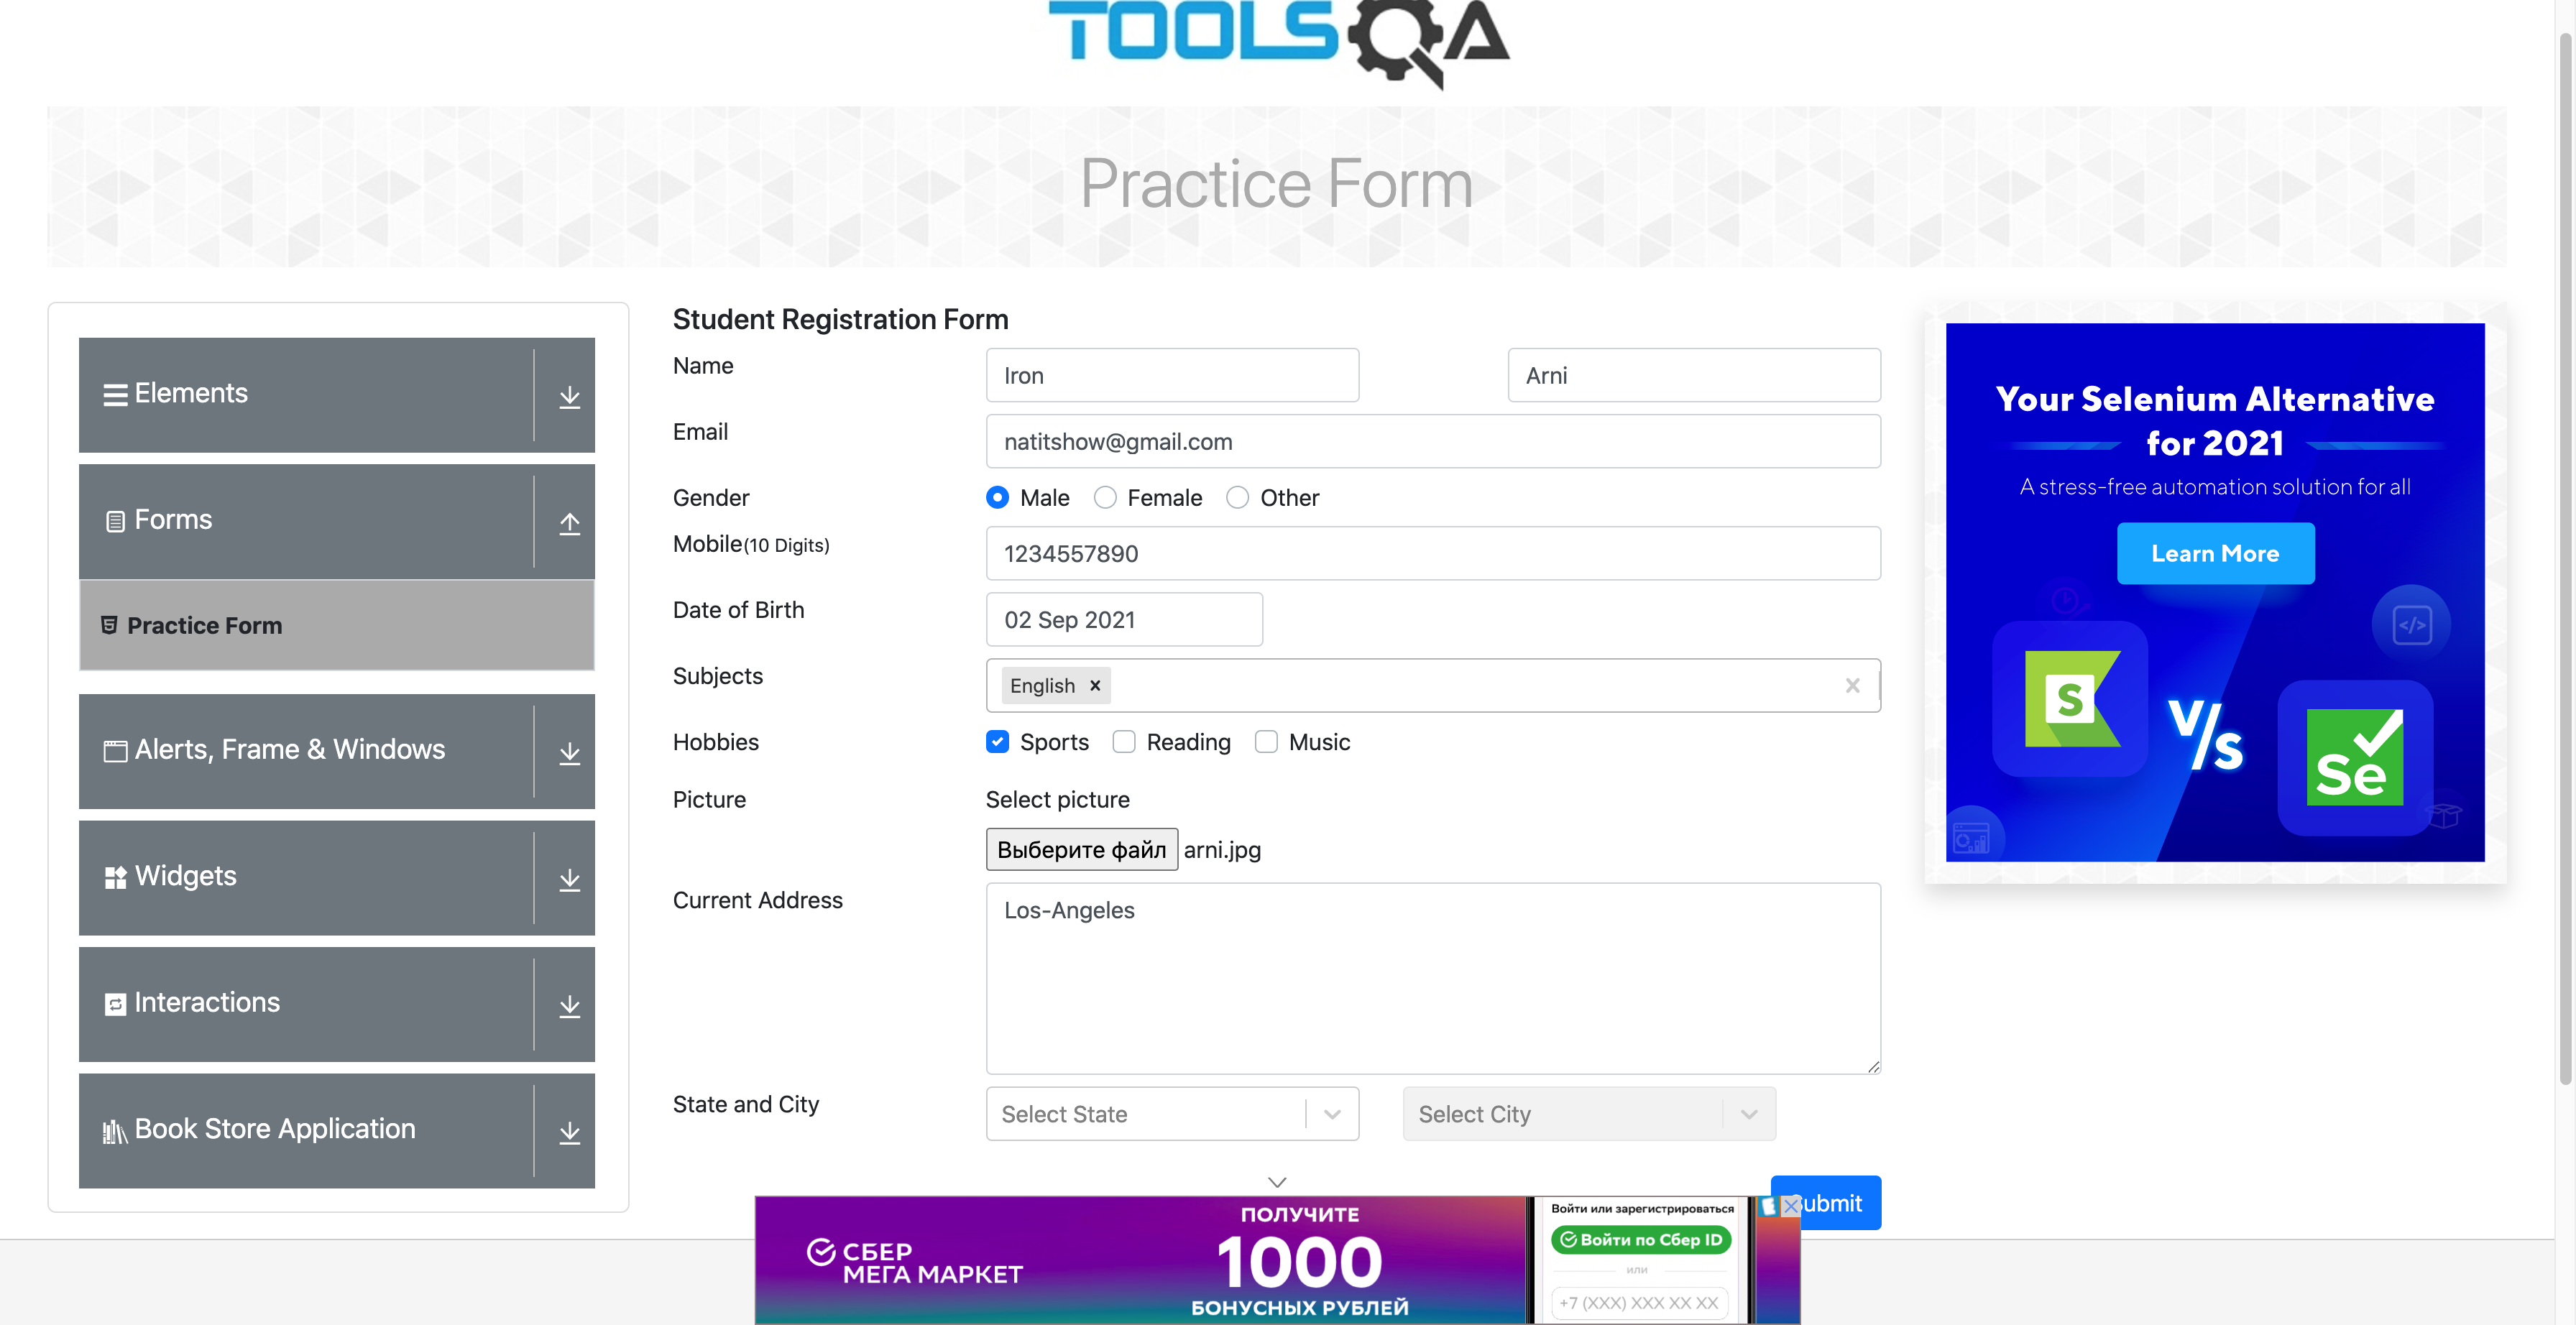 TOOLSQA
Practice Form
Elements
Forms
Practice Form
Alerts, Frame & Windows
Widgets
Interactions
Book Store Application
Student Registration Form
Name
Iron
Arni
Email
natitshow@gmail.com
Gender
Male
Female
Other
Mobile(10 Digits)
1234557890
Date of Birth
02 Sep 2021
Subjects
English
Hobbies
Sports
Reading
Music
Picture
Select picture
Выберите файл arni.jpg
Current Address
Los-Angeles
State and City
Select State
Select City
ubmit
Your Selenium Alternative
for 2021
A stress-free automation solution for all
Learn More
S
V/s
Se
СБЕР
МЕГА МАРКЕТ
ПОЛУЧИТЕ
1000
БОНУСНЫХ РУБЛЕЙ
Войти или зарегистрироваться
Войти по Сбер ID
или
+7 (XXX) XXX XX XX